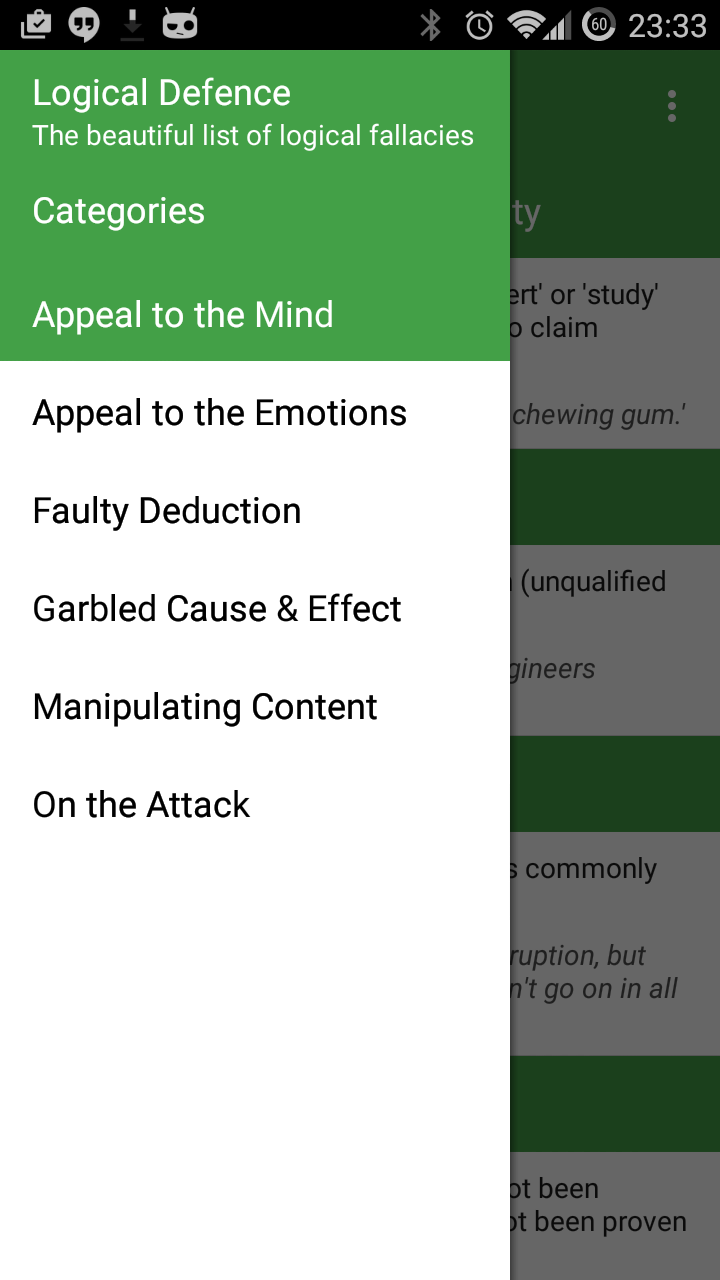 60 23:33
Logical Defence
The beautiful list of logical fallacies
Categories
Appeal to the Mind
Appeal to the Emotions
Faulty Deduction
Garbled Cause & Effect
Manipulating Content
On the Attack
ty
ert' or 'study'
o claim
chewing gum.'
(unqualified
gineers
s commonly
ruption, but
n't go on in all
ot been
ot been proven